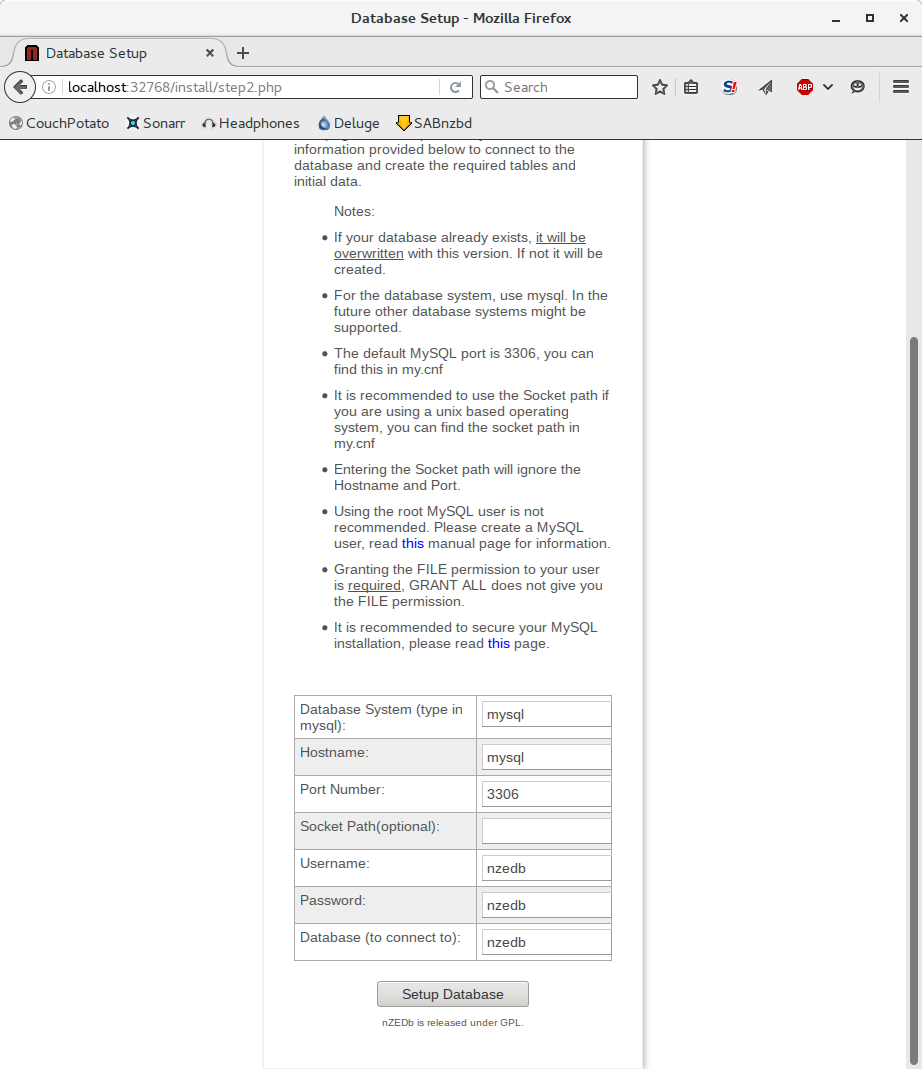 Database Setup - Mozilla Firefox
Database Setup
localhost:32768/install/step2.php
Search
S!
ABP
CouchPotato
Sonarr
Headphones
Deluge
SABnzbd
information provided below to connect to the
database and create the required tables and
initial data.
Notes:
If your database already exists, it will be
overwritten with this version. If not it will be
created.
For the database system, use mysql. In the
future other database systems might be
supported.
The default MySQL port is 3306, you can
find this in my.cnf
It is recommended to use the Socket path if
you are using a unix based operating
system, you can find the socket path in
my.cnf
Entering the Socket path will ignore the
Hostname and Port.
Using the root MySQL user is not
recommended. Please create a MySQL
user, read this manual page for information.
Granting the FILE permission to your user
is required, GRANT ALL does not give you
the FILE permission.
It is recommended to secure your MySQL
installation, please read this page.
Database System (type in
mysql):
mysql
Hostname:
mysql
Port Number:
3306
Socket Path(optional):
Username:
nzedb
Password:
nzedb
Database (to connect to):
nzedb
Setup Database
nZEDb is released under GPL.